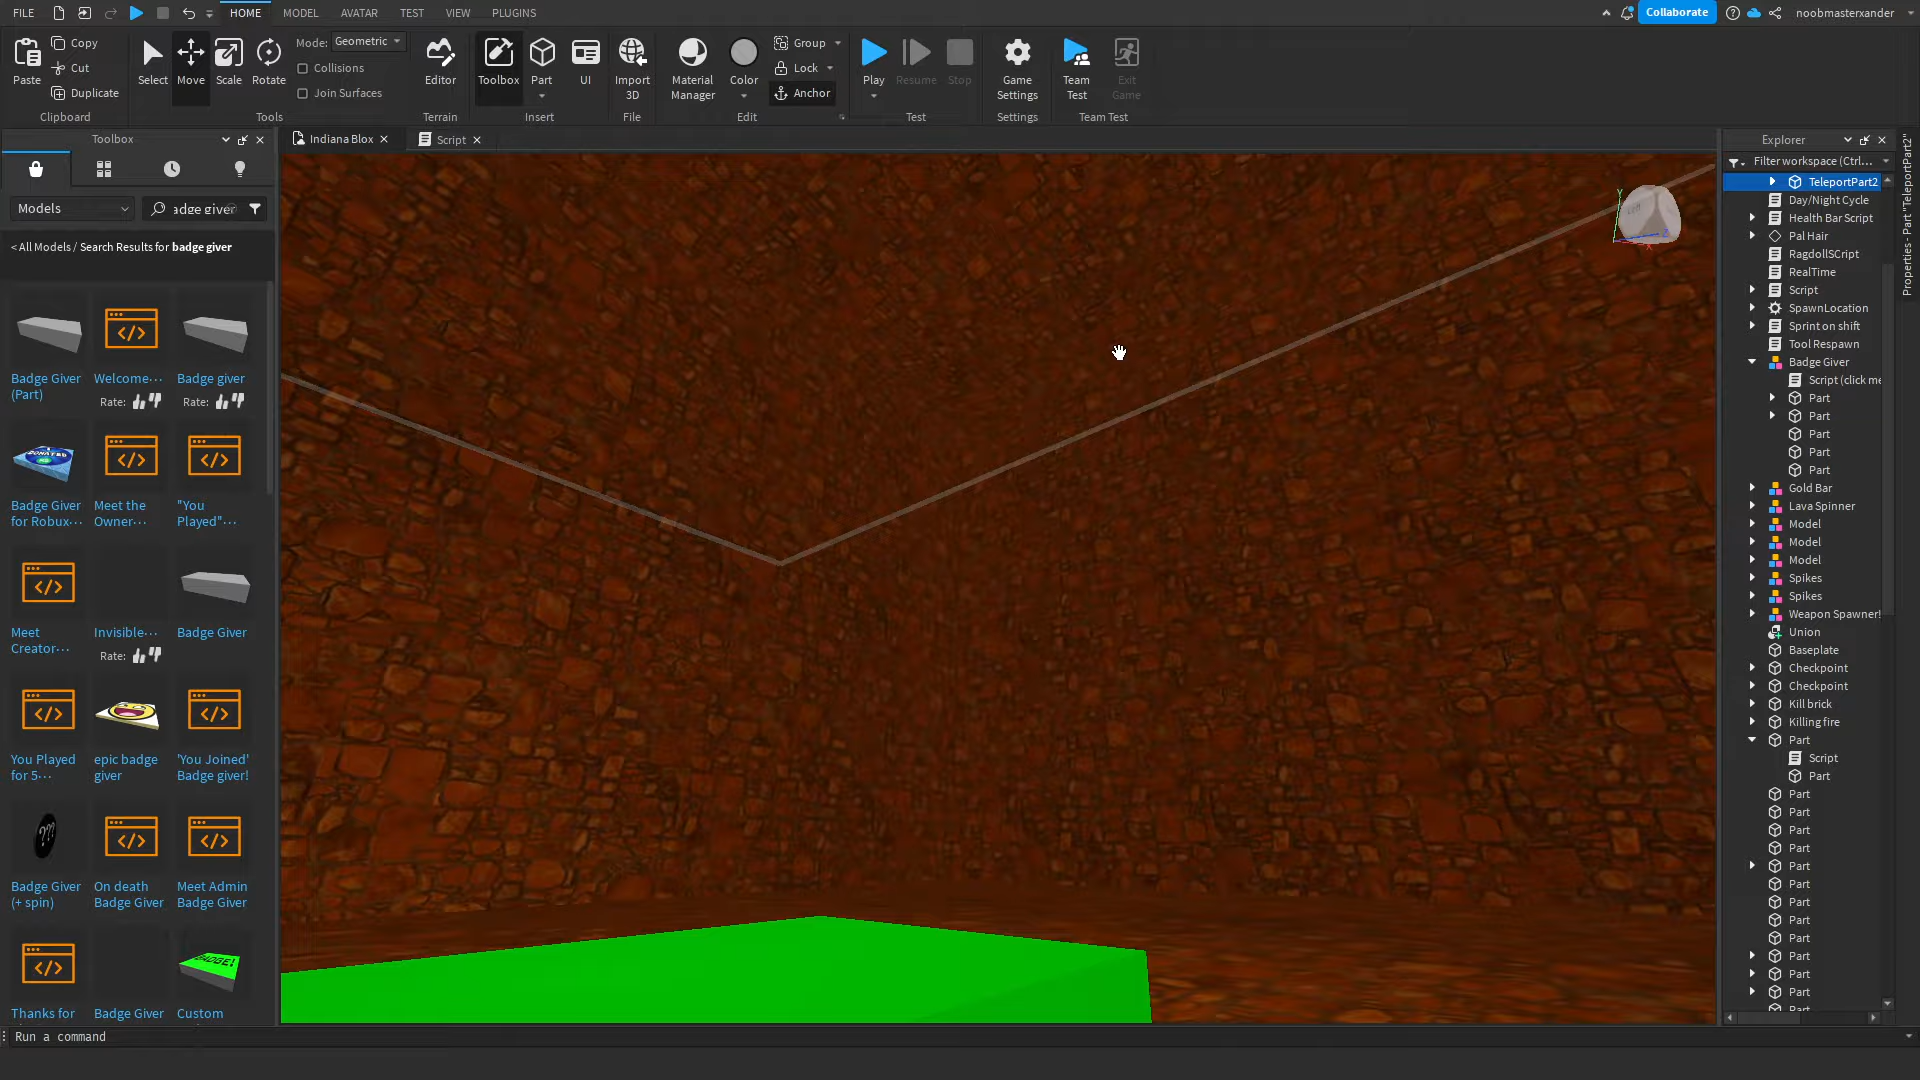 FILE
HOME
MODEL
AVATAR
TEST
VIEW
PLUGINS
Collaborate
noobmasterxander
Paste
Copy
Cut
Duplicate
Clipboard
Select
Move
Scale
Rotate
Mode: Geometric
Collisions
Join Surfaces
Tools
Editor
Terrain
Toolbox
Part
UI
Insert
Import
3D
File
Material
Manager
Color
Group
Lock
Anchor
Edit
Play
Resume
Stop
Test
Game
Settings
Settings
Team
Test
Exit
Game
Team Test
Toolbox
Models
adge giver
< All Models / Search Results for badge giver
Badge Giver
(Part)
Welcome...
Rate:
Badge giver
Rate:
Badge Giver
for Robux...
Meet the
Owner...
"You
Played"...
Meet
Creator...
Invisible...
Rate:
Badge Giver
You Played
for 5...
epic badge
giver
'You Joined'
Badge giver!
Badge Giver
(+ spin)
On death
Badge Giver
Meet Admin
Badge Giver
Thanks for
Badge Giver
BADGE!
Custom
Indiana Blox
Script
Y
Explorer
Filter workspace (Ctrl...
TeleportPart2
Day/Night Cycle
Health Bar Script
Pal Hair
RagdollSCript
RealTime
Script
SpawnLocation
Sprint on shift
Tool Respawn
Badge Giver
Script (click me
Part
Part
Part
Part
Part
Gold Bar
Lava Spinner
Model
Model
Model
Spikes
Spikes
Weapon Spawner!
Union
Baseplate
Checkpoint
Checkpoint
Kill brick
Killing fire
Part
Script
Part
Part
Part
Part
Part
Part
Part
Part
Part
Part
Part
Part
Part
Part
Properties - Part "TeleportPart2"
Run a command